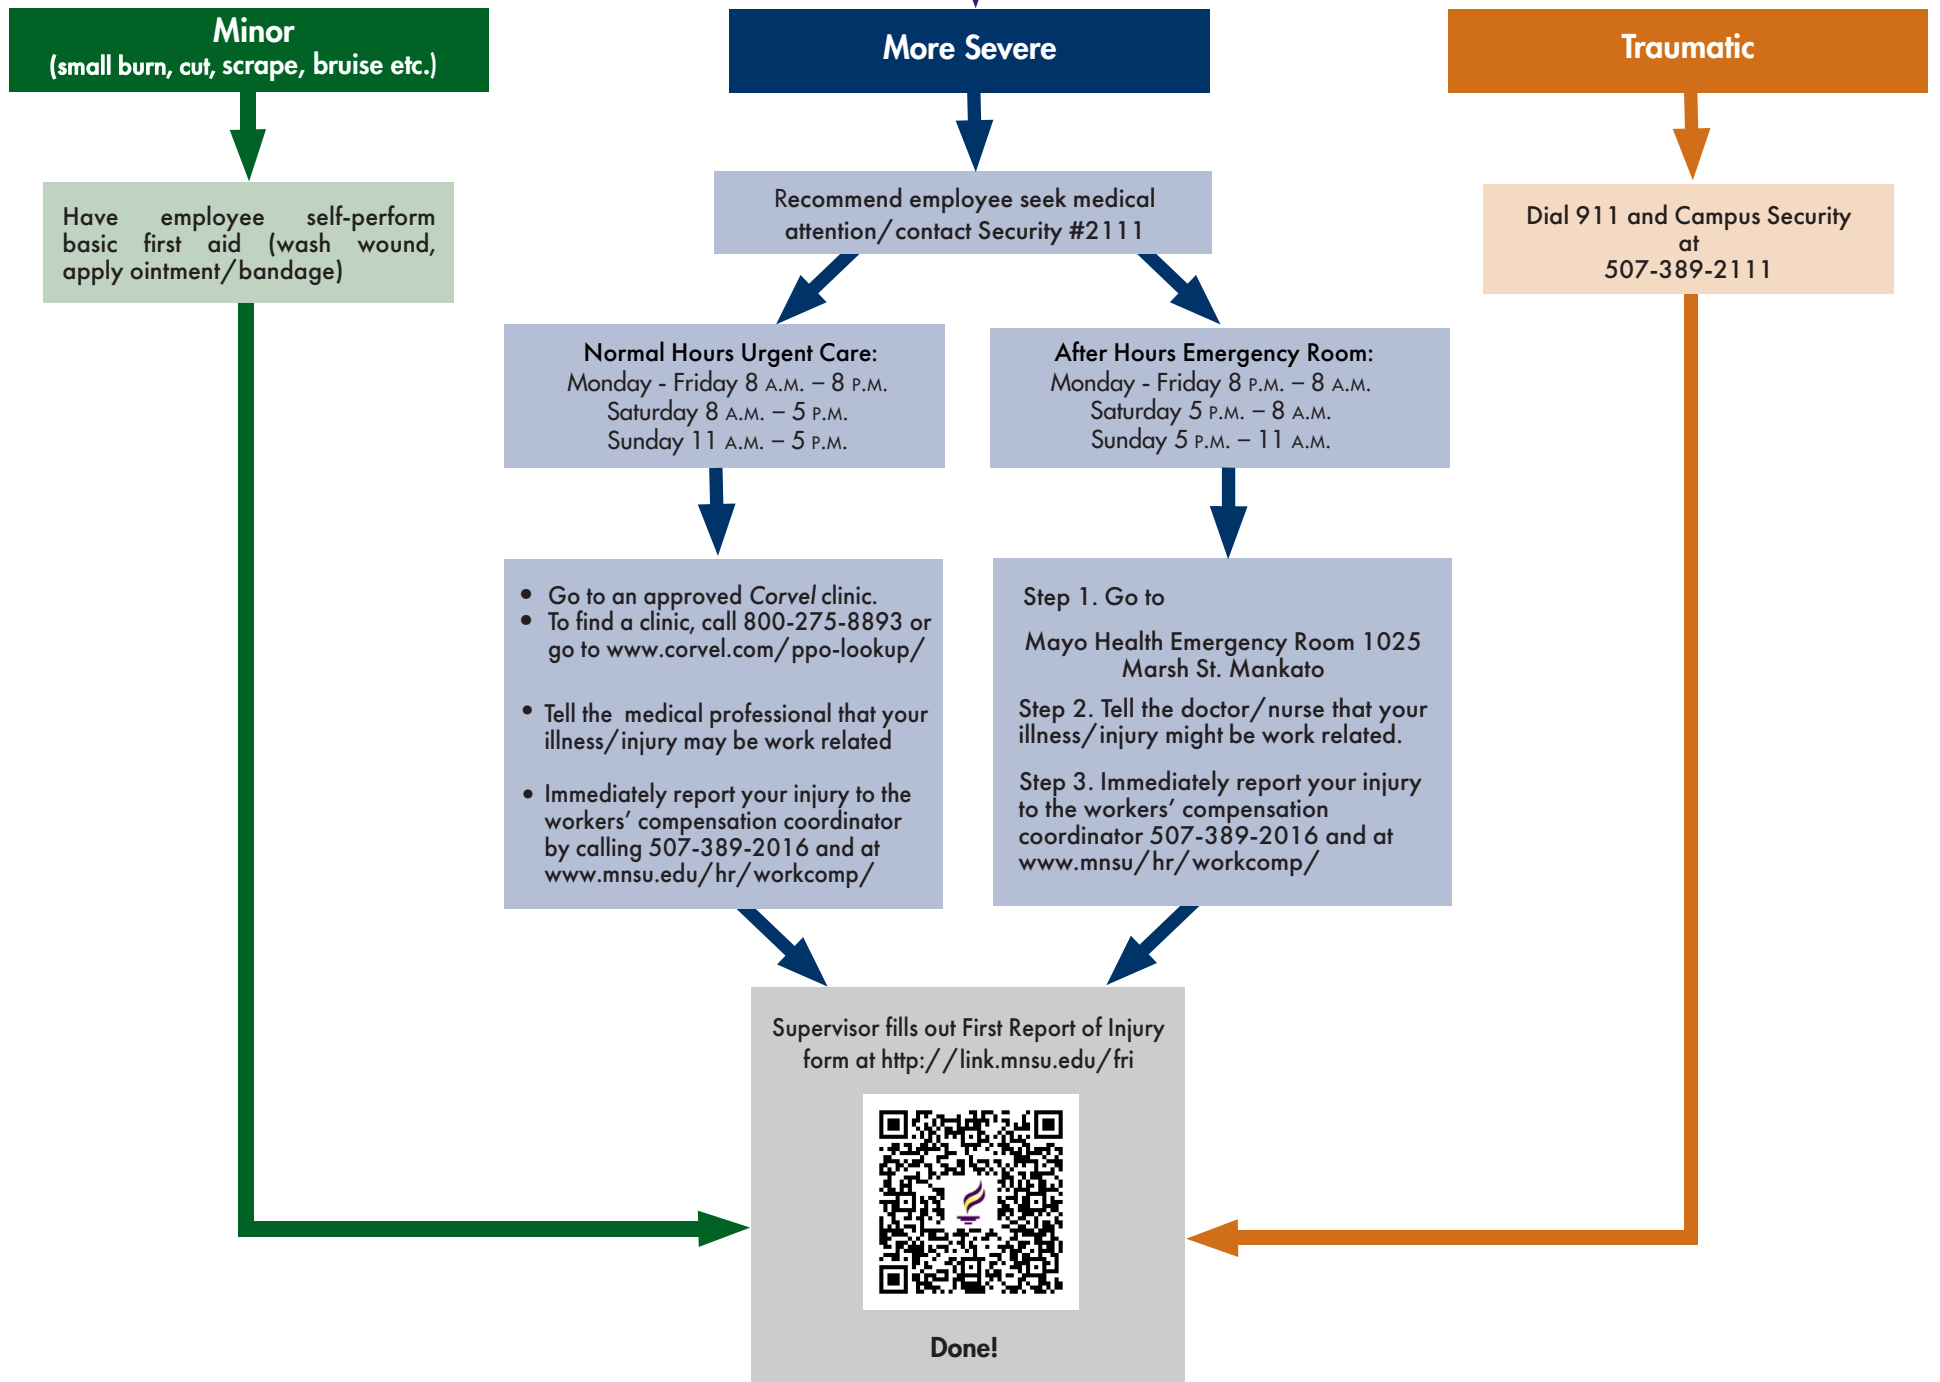 Minor
(small burn, cut, scrape, bruise etc.)
Have employee self-perform
basic first aid (wash wound,
apply ointment/bandage)
More Severe
Recommend employee seek medical
attention/contact Security #2111
Normal Hours Urgent Care:
Monday - Friday 8 A.M. – 8 P.M.
Saturday 8 A.M. – 5 P.M.
Sunday 11 A.M. – 5 P.M.
• Go to an approved Corvel clinic.
• To find a clinic, call 800-275-8893 or
go to www.corvel.com/ppo-lookup/
• Tell the medical professional that your
illness/injury may be work related
• Immediately report your injury to the
workers’ compensation coordinator
by calling 507-389-2016 and at
www.mnsu.edu/hr/workcomp/
After Hours Emergency Room:
Monday - Friday 8 P.M. – 8 A.M.
Saturday 5 P.M. – 8 A.M.
Sunday 5 P.M. – 11 A.M.
Step 1. Go to
Mayo Health Emergency Room 1025
Marsh St. Mankato
Step 2. Tell the doctor/nurse that your
illness/injury might be work related.
Step 3. Immediately report your injury
to the workers’ compensation
coordinator 507-389-2016 and at
www.mnsu/hr/workcomp/
Traumatic
Dial 911 and Campus Security
at
507-389-2111
Supervisor fills out First Report of Injury
form at http://link.mnsu.edu/fri
Done!